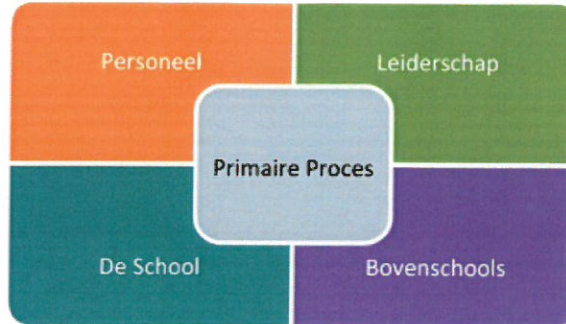 Personeel
Leiderschap
Primaire Proces
De School
Bovenschools